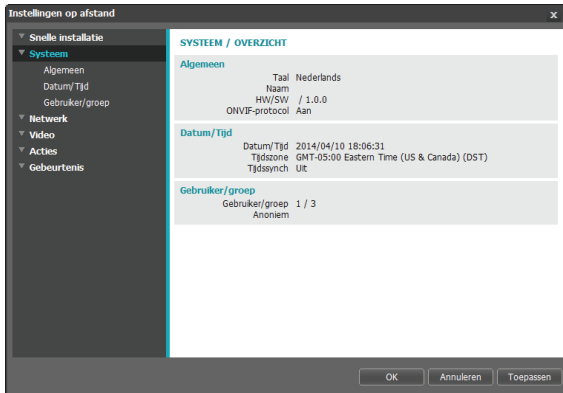 Instellingen op afstand
x
Snelle installatie
Systeem
Algemeen
Datum/Tijd
Gebruiker/groep
Netwerk
Video
Acties
Gebeurtenis
SYSTEEM / OVERZICHT
Algemeen
Taal Nederlands
Naam
HW/SW / 1.0.0
ONVIF-protocol Aan
Datum/Tijd
Datum/Tijd 2014/04/10 18:06:31
Tijdszone GMT-05:00 Eastern Time (US & Canada) (DST)
Tijdssynch Uit
Gebruiker/groep
Gebruiker/groep 1 / 3
Anoniem
OK Annuleren Toepassen